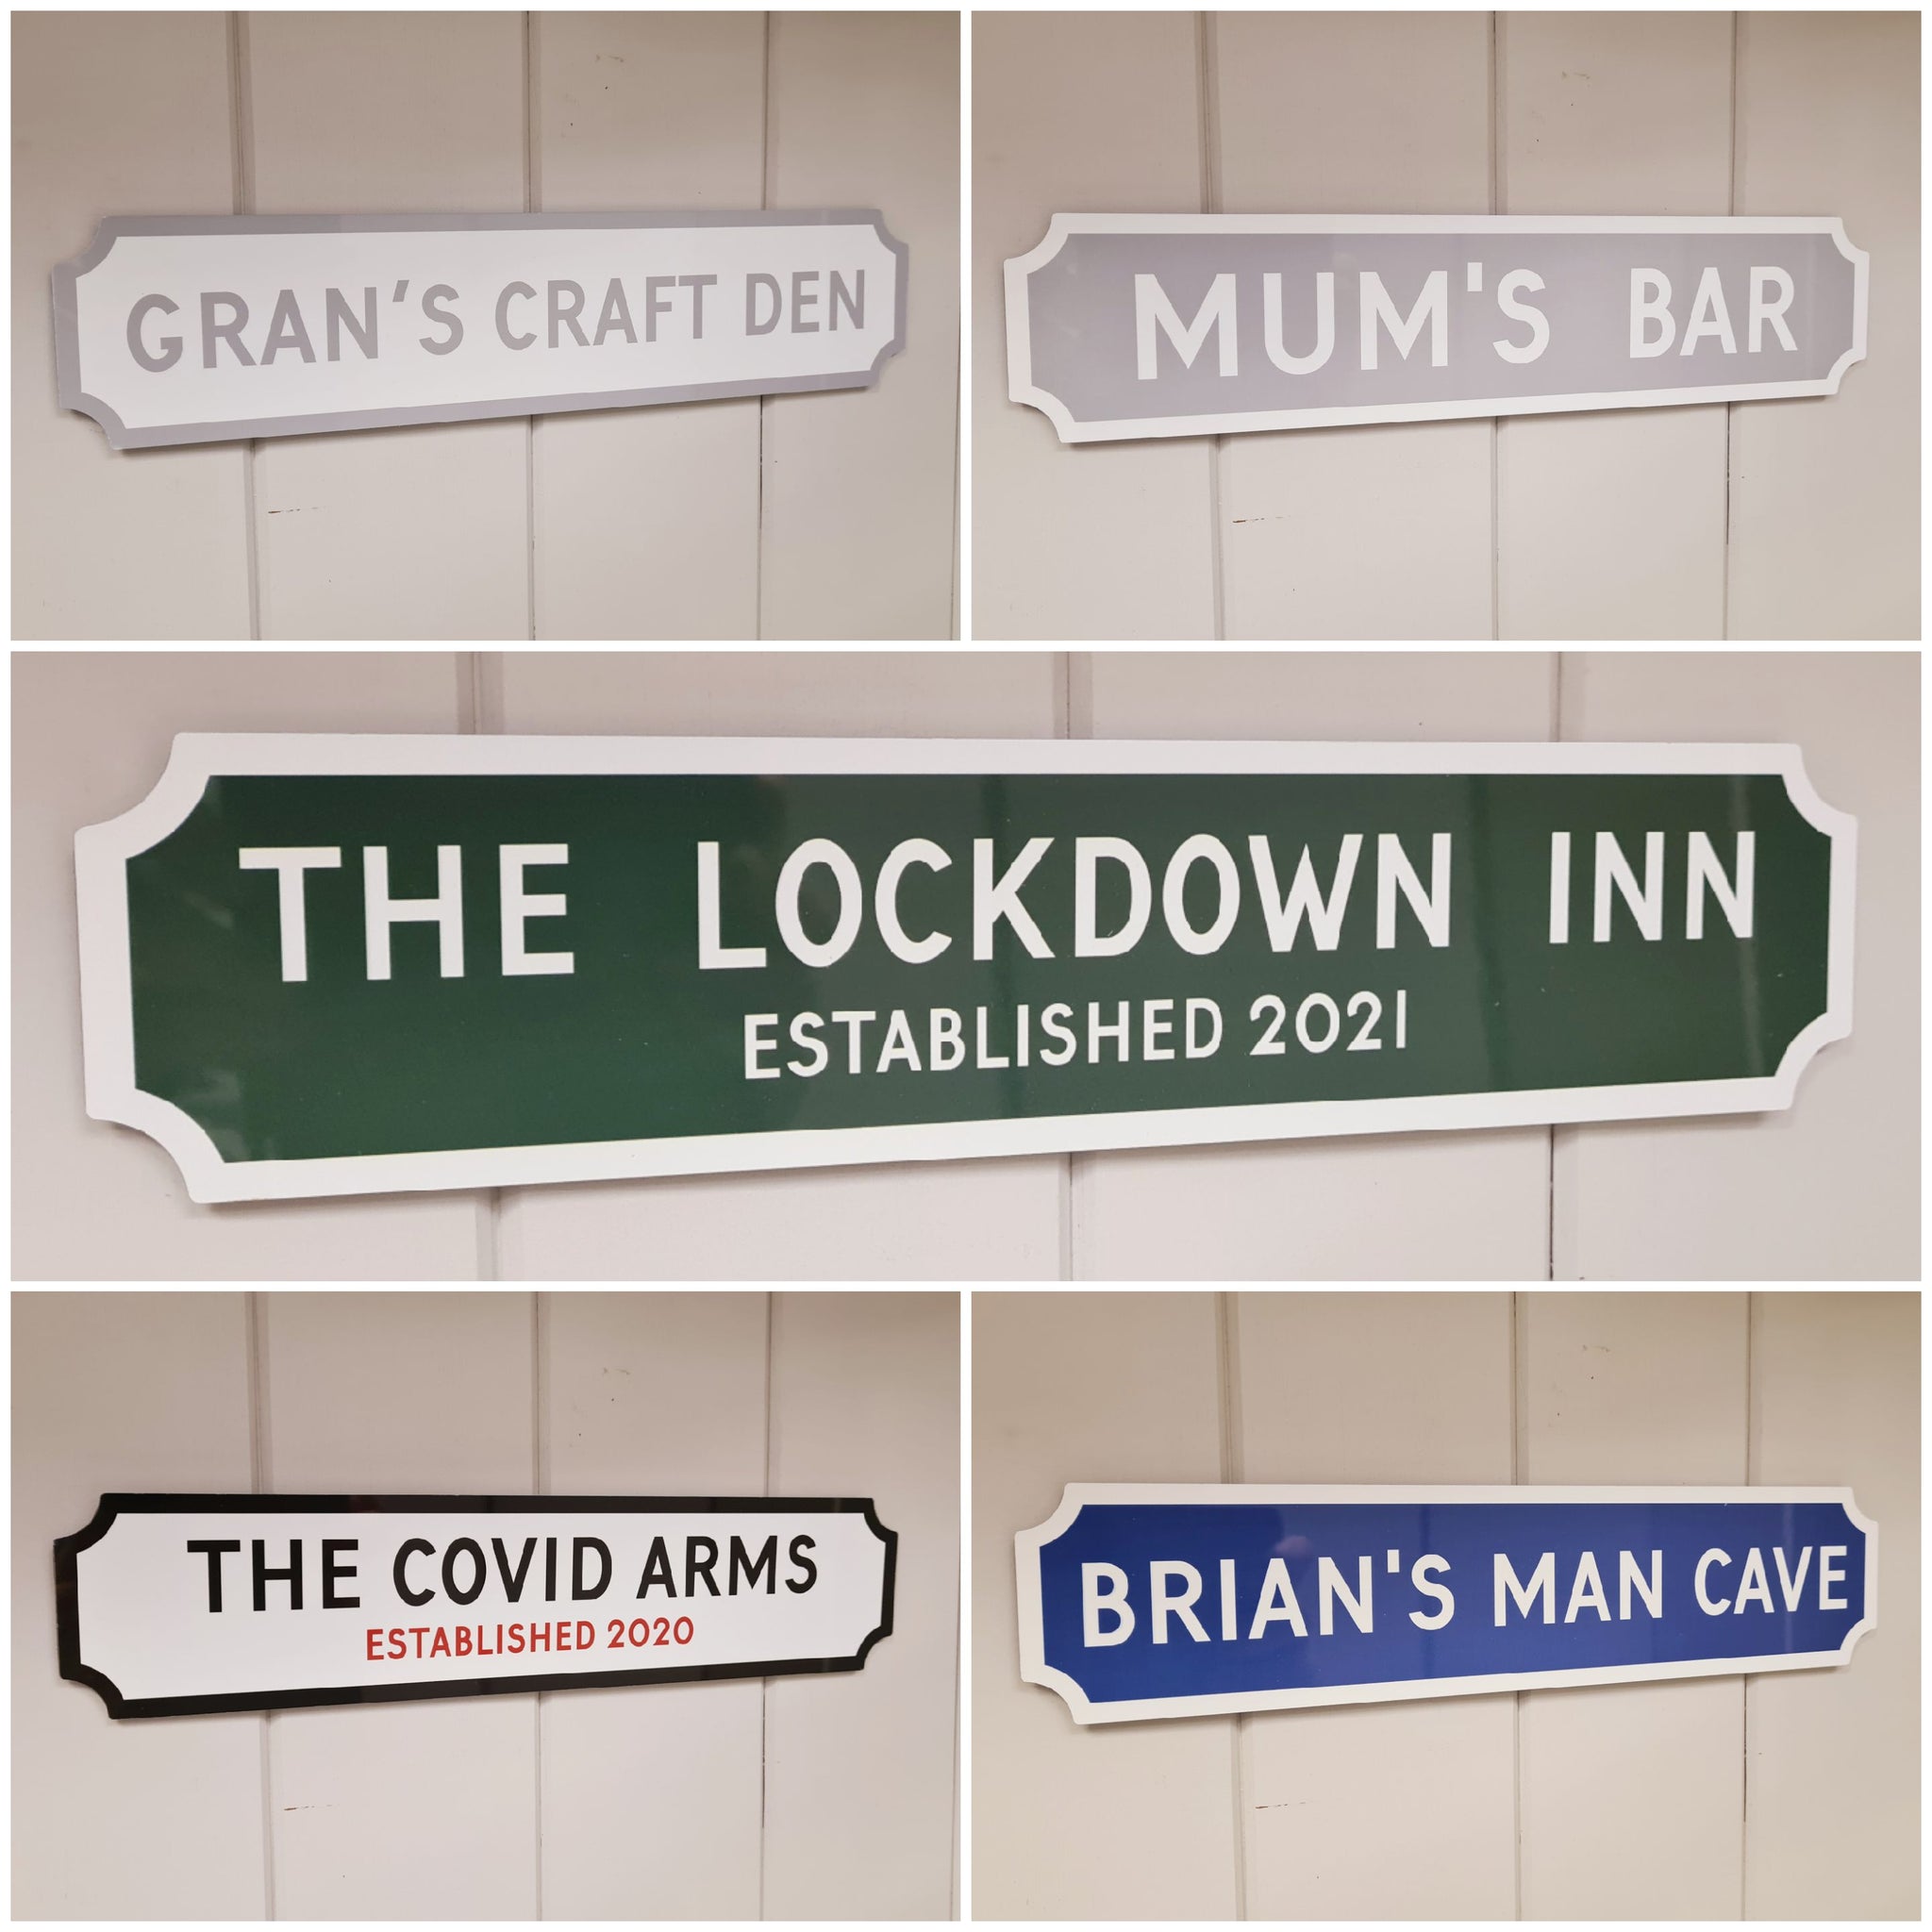 GRAN'S CRAFT DEN
MUM'S BAR
THE LOCKDOWN INN
ESTABLISHED 2021
THE COVID ARMS
ESTABLISHED 2020
BRIAN'S MAN CAVE